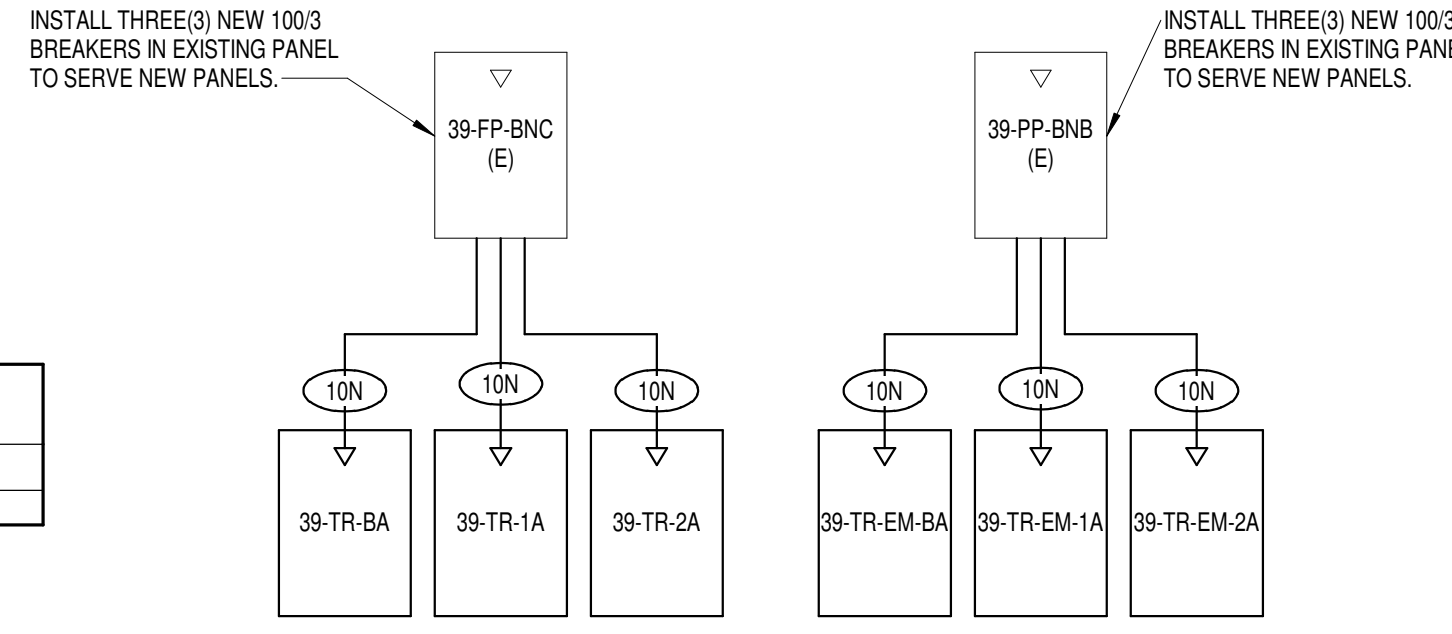 INSTALL THREE(3) NEW 100/3
BREAKERS IN EXISTING PANEL
TO SERVE NEW PANELS.
INSTALL THREE(3) NEW 100/3
BREAKERS IN EXISTING
TO SERVE NEW PANELS.
39-FP-BNC
(E)
39-PP-BNB
(E)
10N
10N
10N
10N
10N
10N
39-TR-BA
39-TR-1A
39-TR-2A
39-TR-EM-BA
39-TR-EM-1A
39-TR-EM-2A